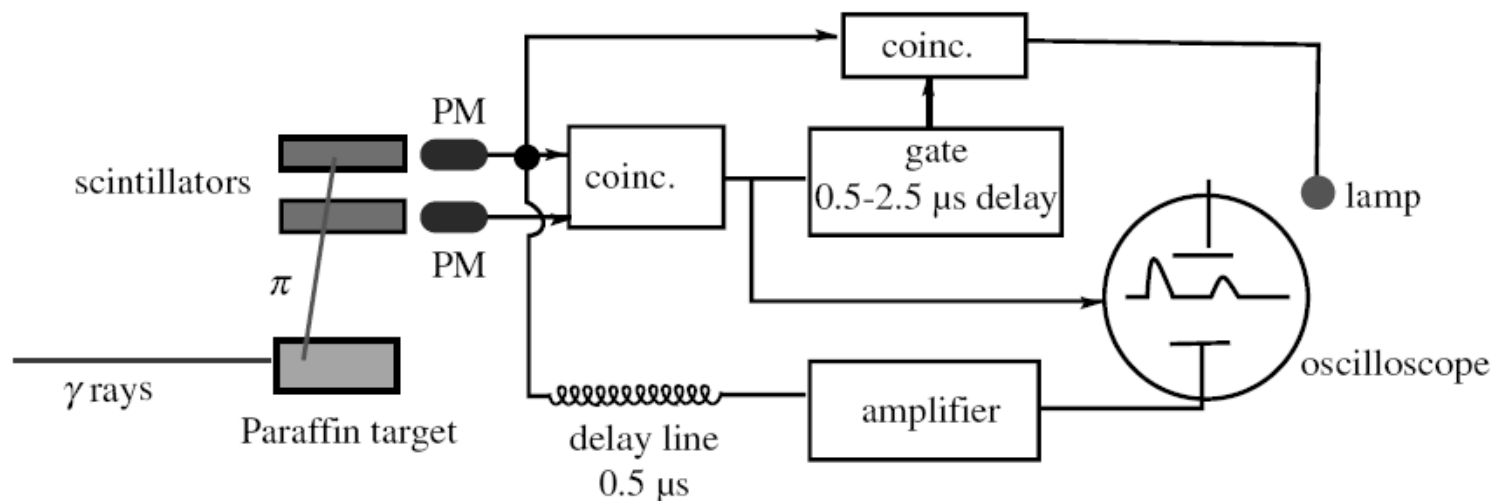 coinc.
PM
scintillators
coinc.
gate
0.5-2.5 µs delay
lamp
PM
π
γ rays
Paraffin target
delay line
0.5 µs
amplifier
oscilloscope